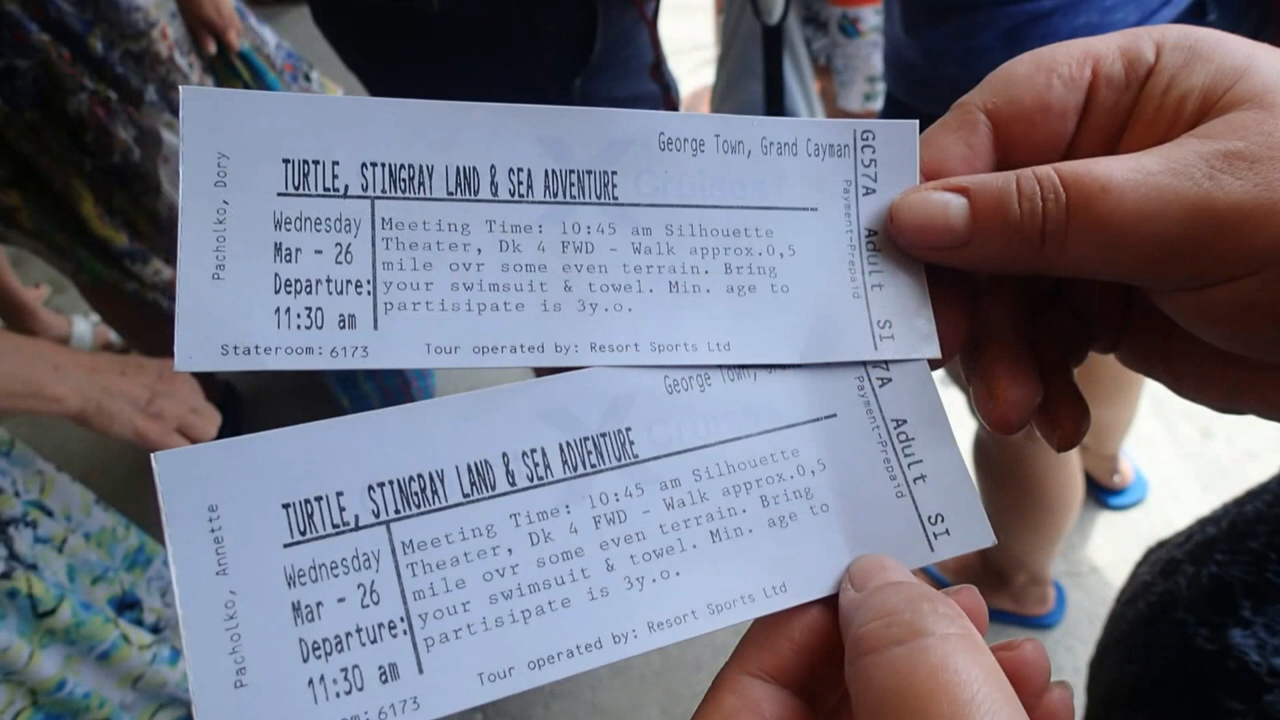 George Town, Grand Cayman
TURTLE, STINGRAY LAND & SEA ADVENTURE
Pacholko, Dory
Wednesday
Mar - 26
Departure:
11:30 am
Meeting Time: 10:45 am Silhouette
Theater, Dk 4 FWD - Walk approx.0,5
mile ovr some even terrain. Bring
your swimsuit & towel. Min. age to
partisipate is 3y.o.
Stateroom: 6173
Tour operated by: Resort Sports Ltd
GC57A Adult SI
Payment-Prepaid
George Town,
TURTLE, STINGRAY LAND & SEA ADVENTURE
Pacholko, Annette
Wednesday
Mar - 26
Departure:
11:30 am
Meeting Time: 10:45 am Silhouette
Theater, Dk 4 FWD - Walk approx.0,5
mile ovr some even terrain. Bring
your swimsuit & towel. Min. age to
partisipate is 3y.o.
6173
Tour operated by: Resort Sports Ltd
7A Adult SI
Payment-Prepaid